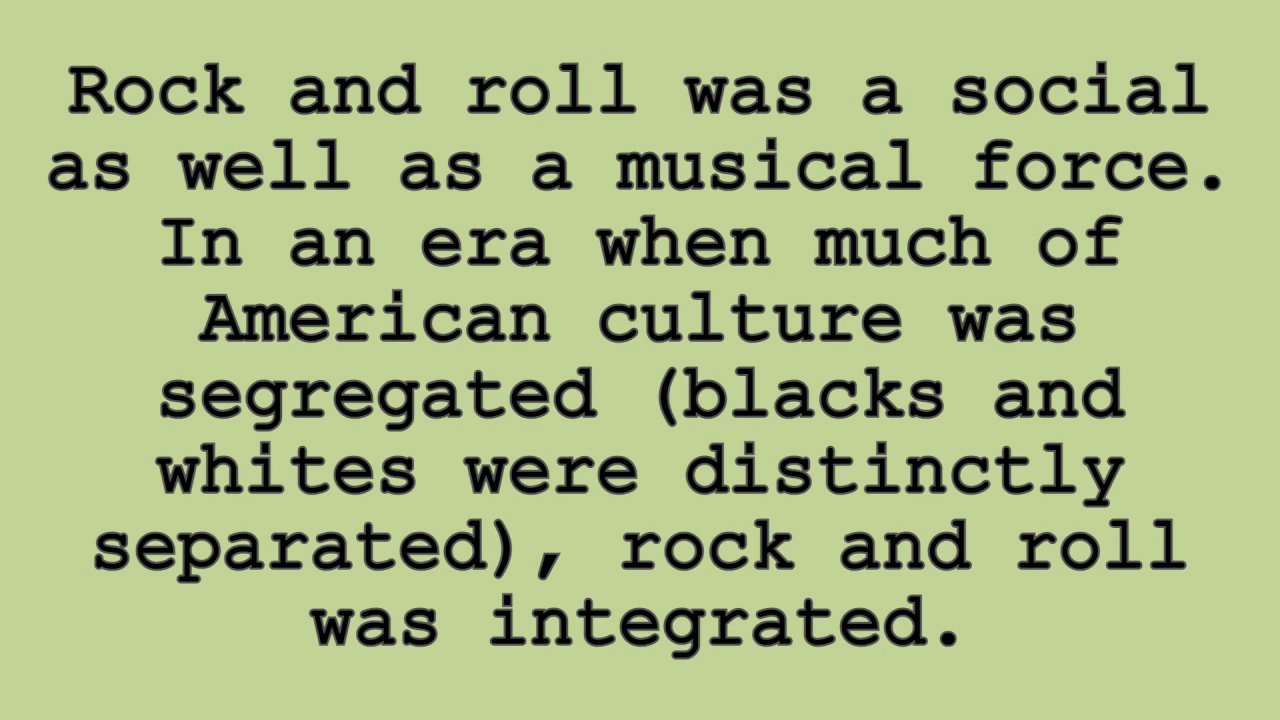 Rock and roll was a social
as well as a musical force.
In an era when much of
American culture was
segregated (blacks and
whites were distinctly
separated), rock and roll
was integrated.